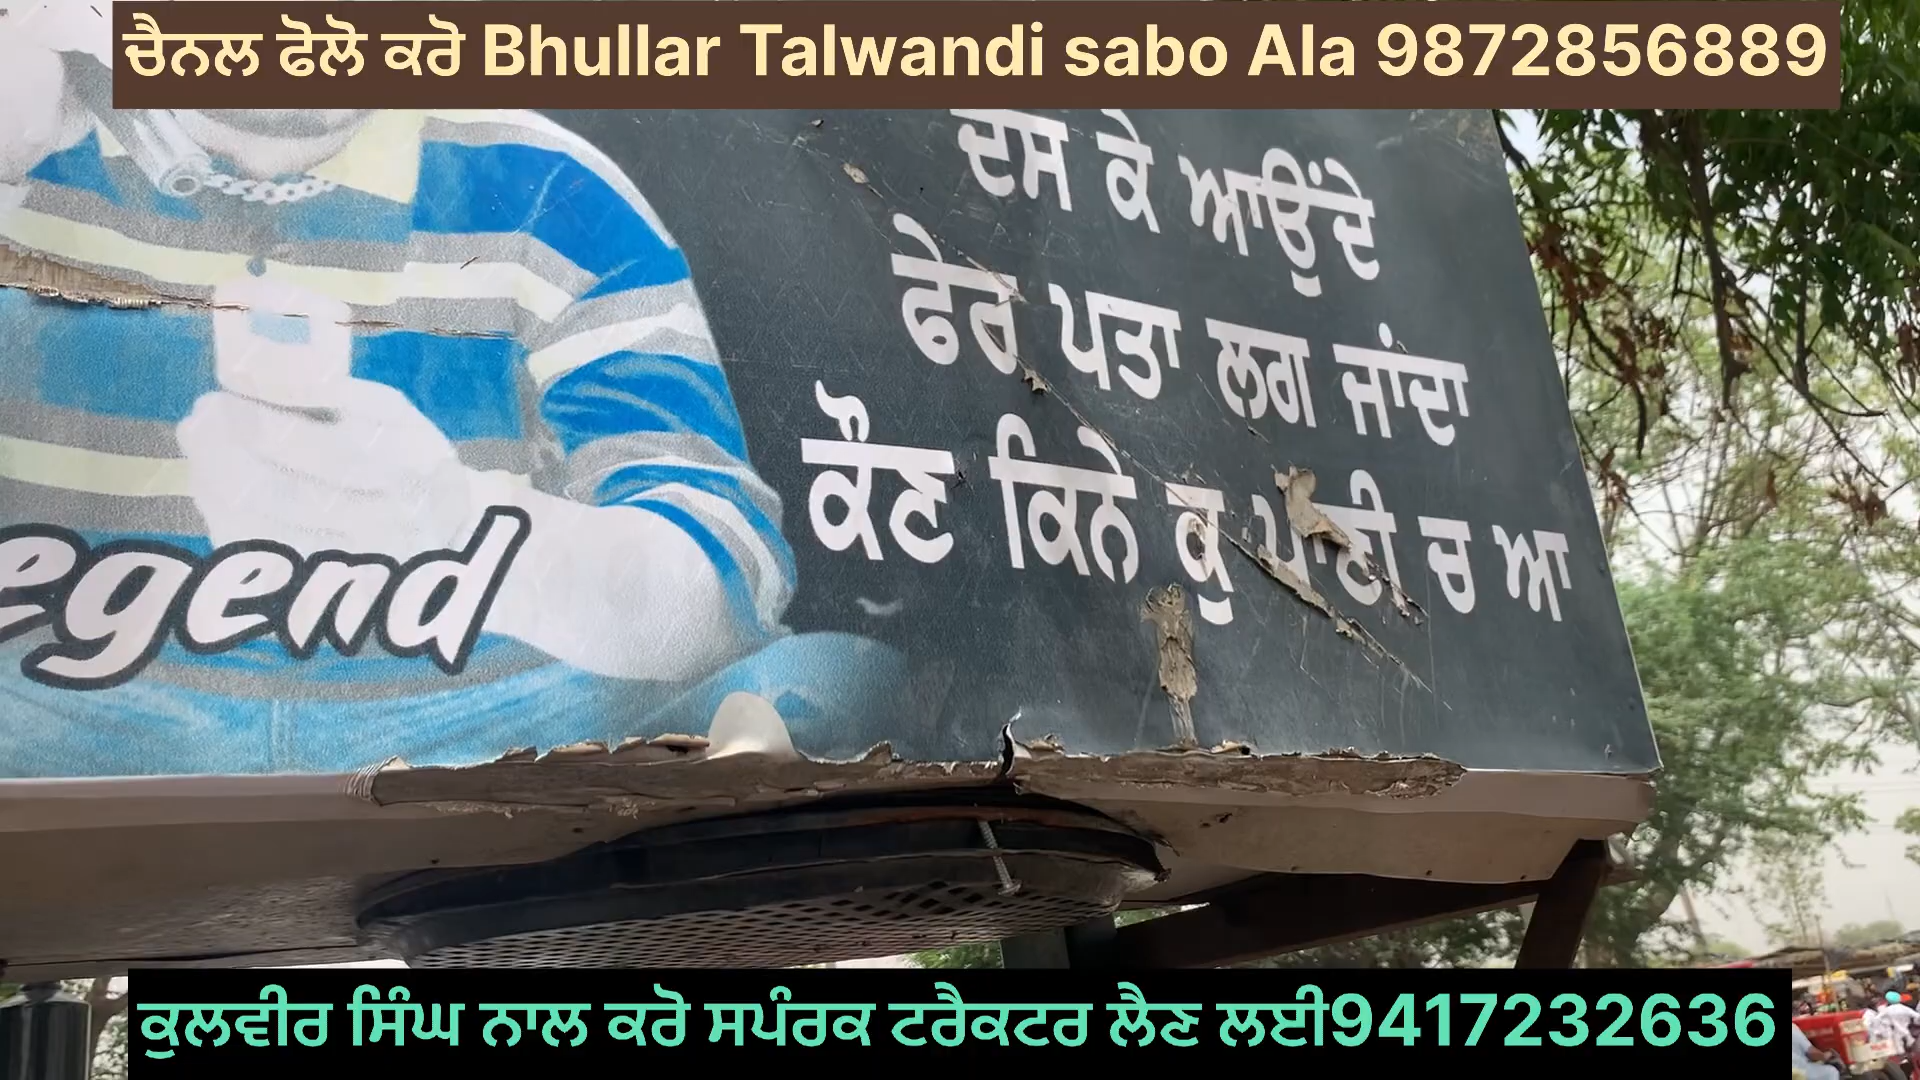 ਚੈਨਲ ਫੋਲੋ ਕਰੋ Bhullar Talwandi sabo Ala 9872856889
ਦਸ ਕੇ ਆਉਂਦੇ
ਫੇਰ ਪਤਾ ਲਗ ਜਾਂਦਾ
ਕੌਣ ਕਿਨੇ ਕੁ ਪਾਣੀ ਚ ਆ
egend
ਕੁਲਵੀਰ ਸਿੰਘ ਨਾਲ ਕਰੋ ਸਪੰਰਕ ਟਰੈਕਟਰ ਲੈਣ ਲਈ9417232636